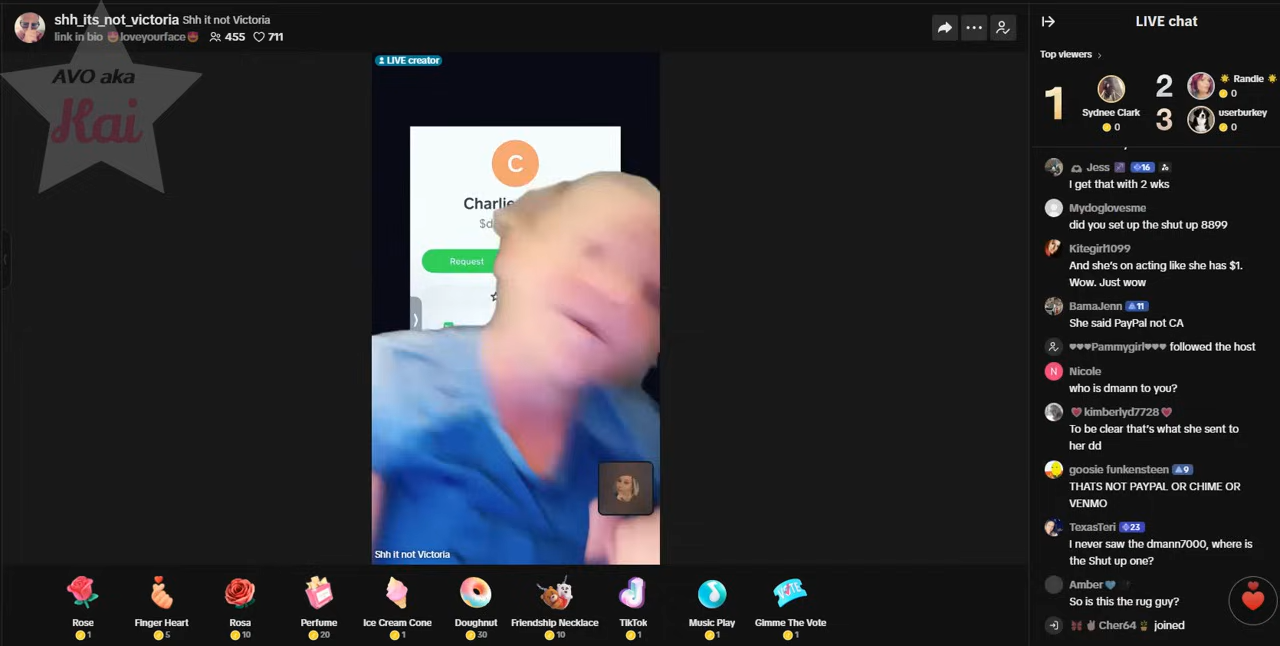 shh_its_not_victoria Shh it not Victoria
link in bio 😍loveyourface😍 455 711
AVO aka
Kai
LIVE creator
C
Charlie
$d
Request
Shh it not Victoria
Rose
1
Finger Heart
5
Rosa
10
Perfume
20
Ice Cream Cone
1
Doughnut
30
Friendship Necklace
10
TikTok
1
Music Play
1
VOTE
Gimme The Vote
1
LIVE chat
Top viewers
1
Sydnee Clark
0
2
Randle
0
3
userburkey
0
Jess 16
I get that with 2 wks
Mydoglovesme
did you set up the shut up 8899
Kitegirl1099
And she's on acting like she has $1.
Wow. Just wow
BamaJenn 11
She said PayPal not CA
♥♥♥Pammygirl♥♥♥ followed the host
N
Nicole
who is dmann to you?
kimberlyd7728
To be clear that's what she sent to
her dd
goosie funkensteen 9
THATS NOT PAYPAL OR CHIME OR
VENMO
TexasTeri 23
I never saw the dmann7000, where is
the Shut up one?
Amber
So is this the rug guy?
Cher64 joined